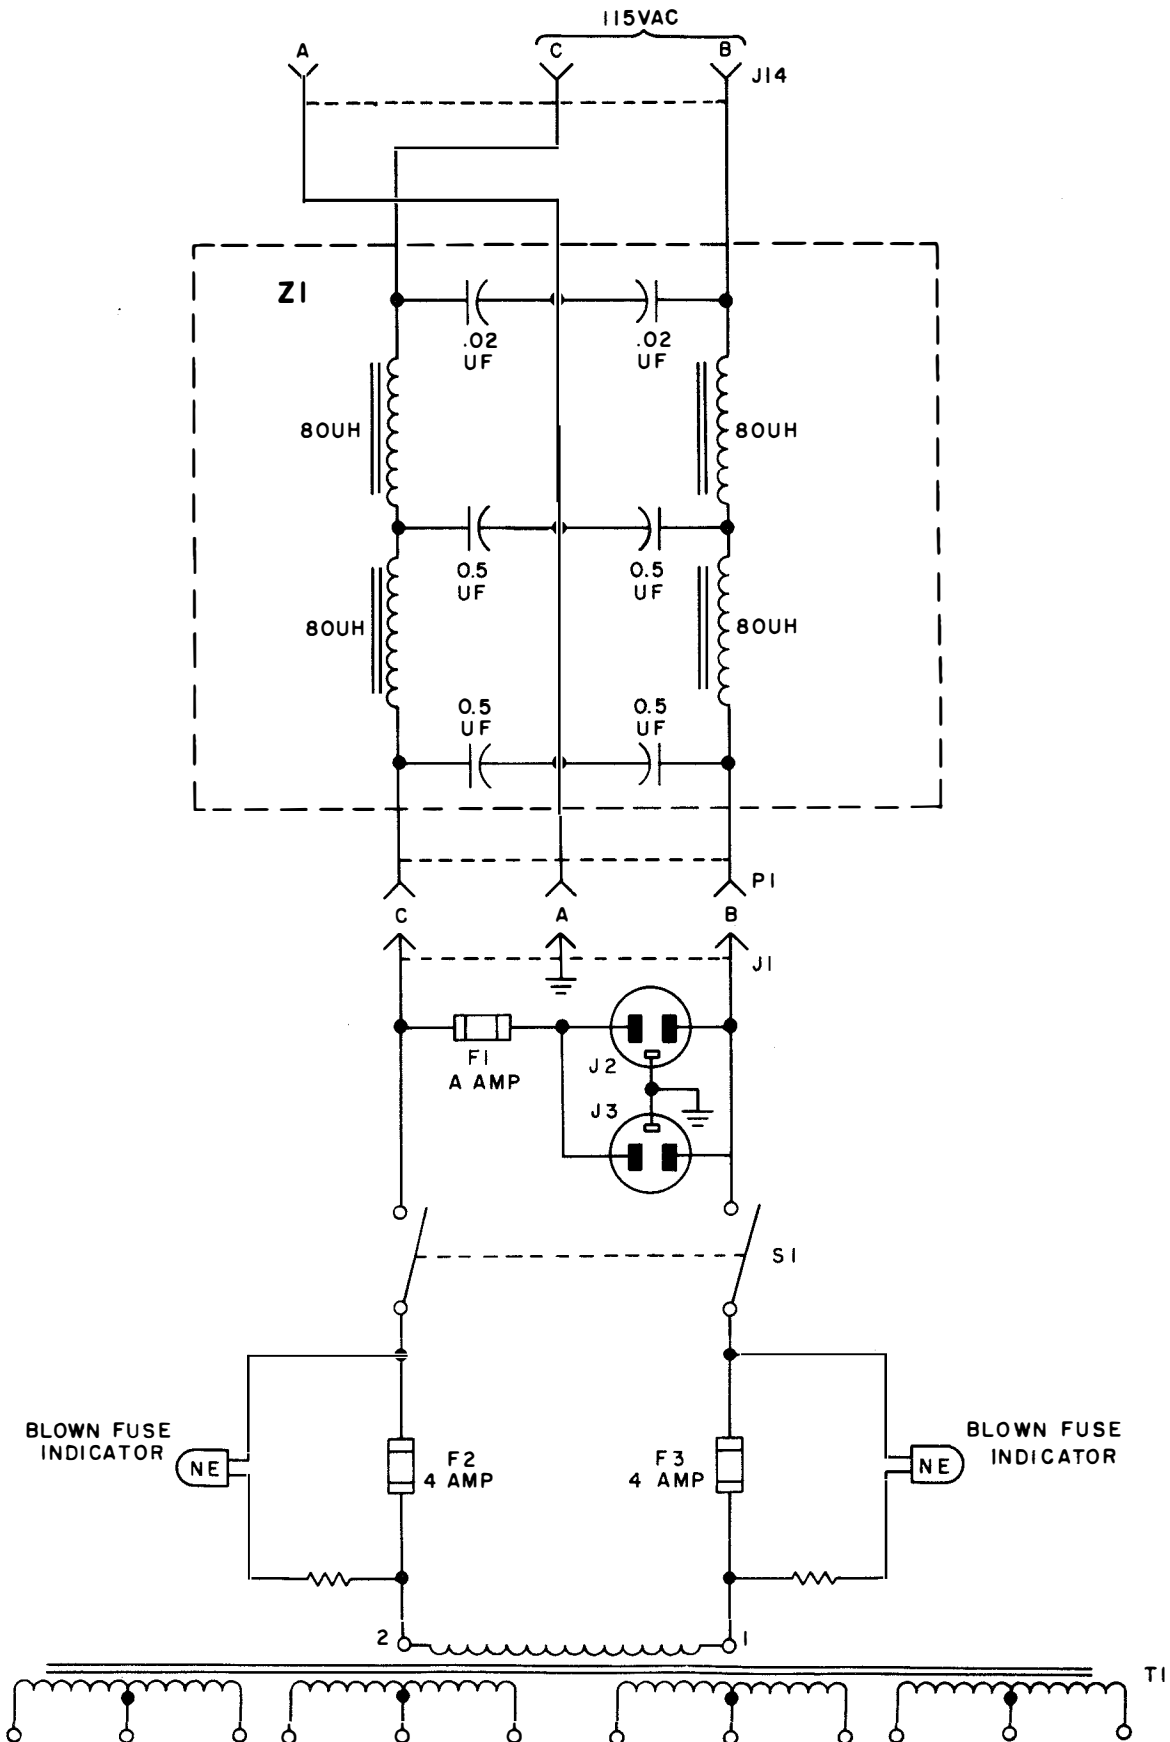 115VAC
A
C
B
J14
Z1
.02
UF
.02
UF
80UH
80UH
0.5
UF
0.5
UF
80UH
80UH
0.5
UF
0.5
UF
P1
C
A
B
J1
F1
A AMP
J2
J3
S1
BLOWN FUSE
INDICATOR
NE
F2
4 AMP
F3
4 AMP
BLOWN FUSE
INDICATOR
NE
2
1
T1